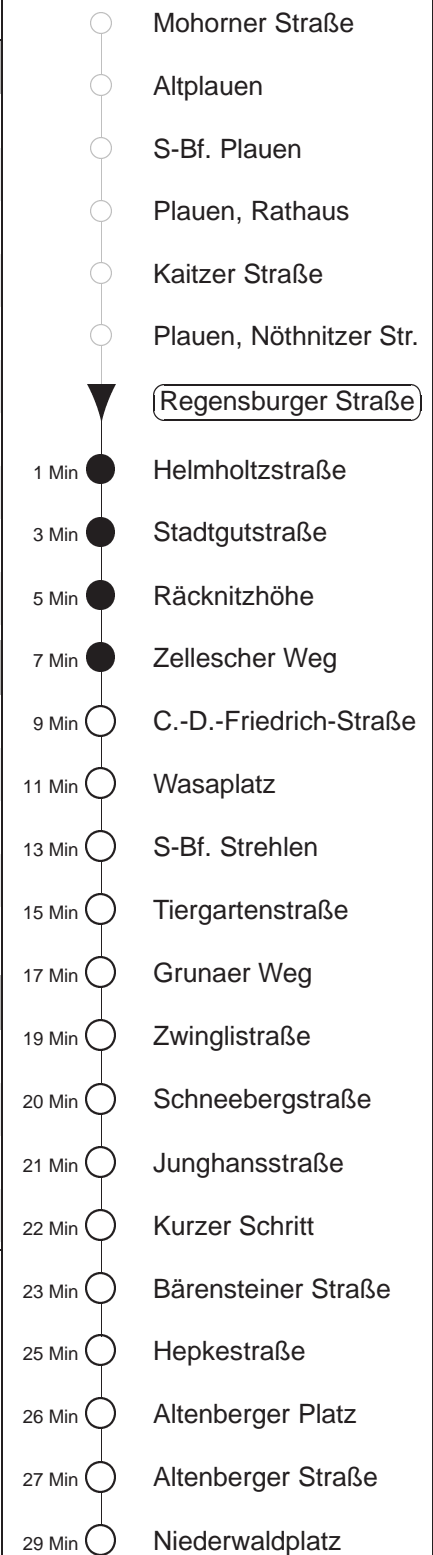 Mohorner Straße
Altplauen
S-Bf. Plauen
Plauen, Rathaus
Kaitzer Straße
Plauen, Nöthnitzer Str.
Regensburger Straße
1 Min Helmholtzstraße
3 Min Stadtgutstraße
5 Min Räcknitzhöhe
7 Min Zellescher Weg
9 Min C.-D.-Friedrich-Straße
11 Min Wasaplatz
13 Min S-Bf. Strehlen
15 Min Tiergartenstraße
17 Min Grunaer Weg
19 Min Zwinglistraße
20 Min Schneebergstraße
21 Min Junghansstraße
22 Min Kurzer Schritt
23 Min Bärensteiner Straße
25 Min Hepkestraße
26 Min Altenberger Platz
27 Min Altenberger Straße
29 Min Niederwaldplatz